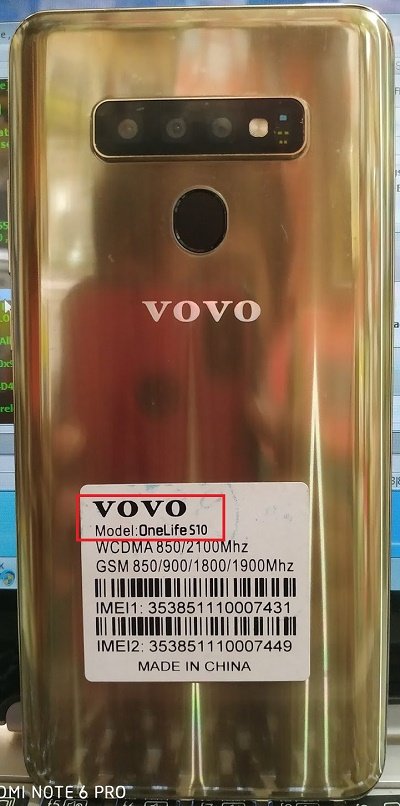 VOVO
VOVO
Model:OneLife S10
WCDMA 850/2100Mhz
GSM 850/900/1800/1900Mhz
IMEI1: 353851110007431
IMEI2: 353851110007449
MADE IN CHINA
OMI NOTE 6 PRO